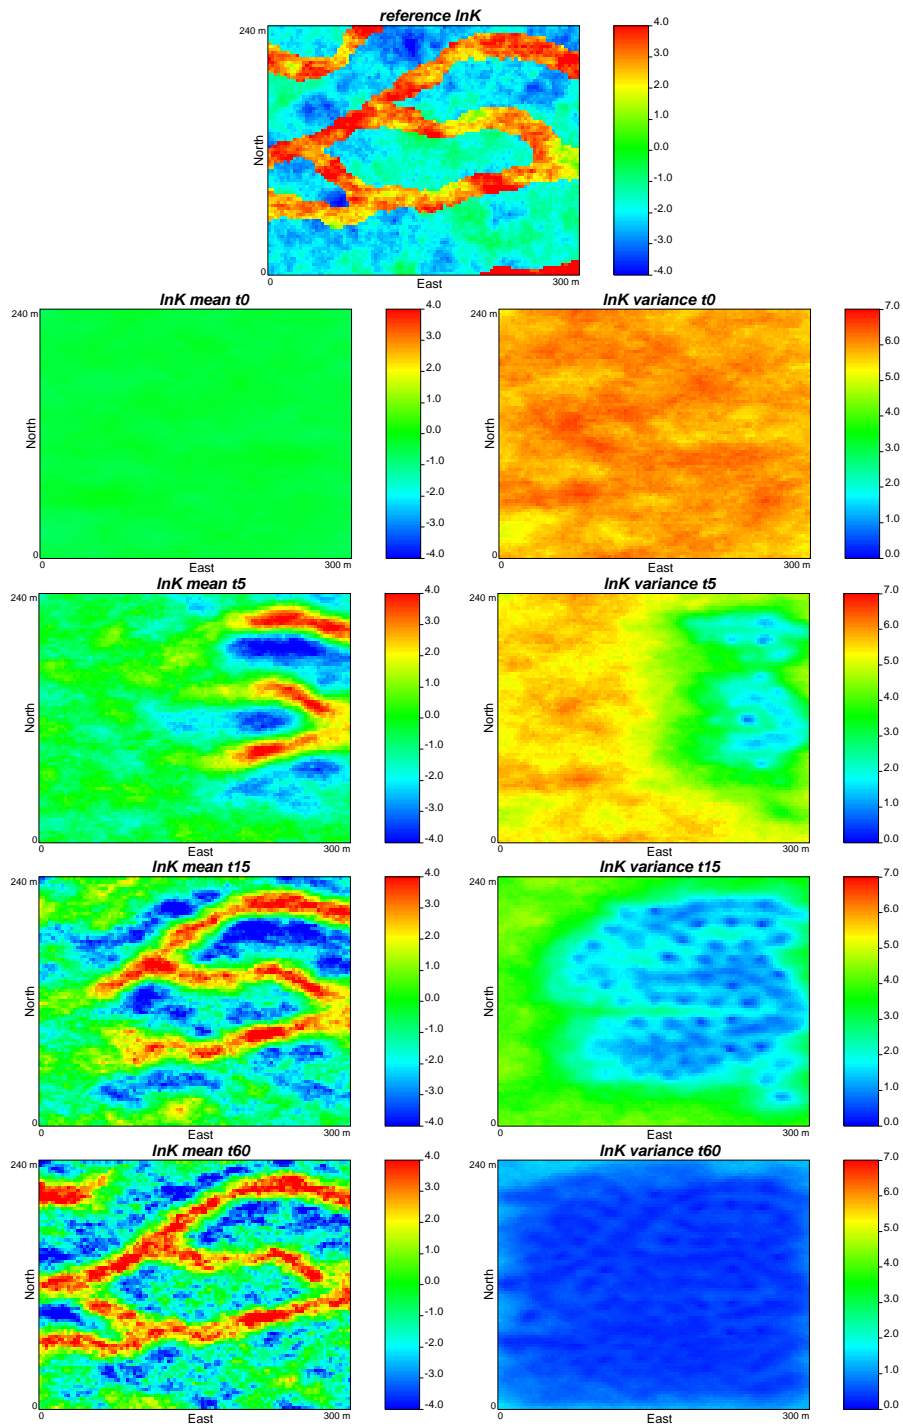 reference lnK
240 m
North
0
0
East
300 m
4.0
3.0
2.0
1.0
0.0
-1.0
-2.0
-3.0
-4.0
lnK mean t0
240 m
North
0
0
East
300 m
4.0
3.0
2.0
1.0
0.0
-1.0
-2.0
-3.0
-4.0
lnK variance t0
240 m
North
0
0
East
300 m
7.0
6.0
5.0
4.0
3.0
2.0
1.0
0.0
lnK mean t5
240 m
North
0
0
East
300 m
4.0
3.0
2.0
1.0
0.0
-1.0
-2.0
-3.0
-4.0
lnK variance t5
240 m
North
0
0
East
300 m
7.0
6.0
5.0
4.0
3.0
2.0
1.0
0.0
lnK mean t15
240 m
North
0
0
East
300 m
4.0
3.0
2.0
1.0
0.0
-1.0
-2.0
-3.0
-4.0
lnK variance t15
240 m
North
0
0
East
300 m
7.0
6.0
5.0
4.0
3.0
2.0
1.0
0.0
lnK mean t60
240 m
North
0
0
East
300 m
4.0
3.0
2.0
1.0
0.0
-1.0
-2.0
-3.0
-4.0
lnK variance t60
240 m
North
0
0
East
300 m
7.0
6.0
5.0
4.0
3.0
2.0
1.0
0.0